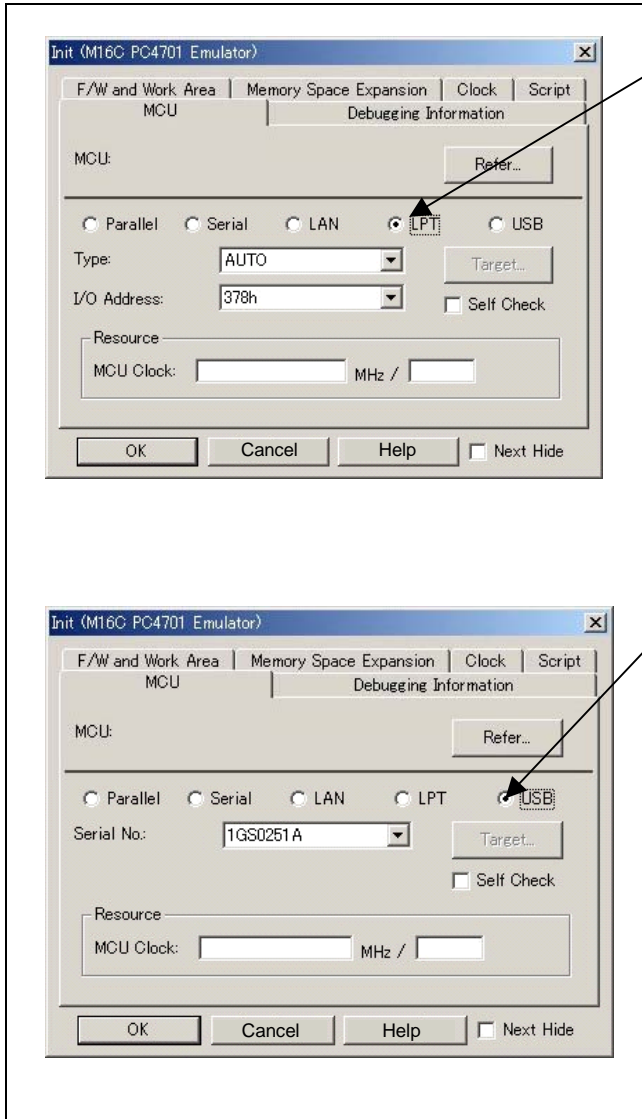 Init (M16C PC4701 Emulator)
F/W and Work Area Memory Space Expansion Clock Script
MCU Debugging Information
MCU: Refer...
Parallel Serial LAN LPT USB
Type: AUTO Target...
I/O Address: 378h Self Check
Resource
MCU Clock: MHz /
OK Cancel Help Next Hide
Init (M16C PC4701 Emulator)
F/W and Work Area Memory Space Expansion Clock Script
MCU Debugging Information
MCU: Refer...
Parallel Serial LAN LPT USB
Serial No.: 1GS0251A Target...
Self Check
Resource
MCU Clock: MHz /
OK Cancel Help Next Hide